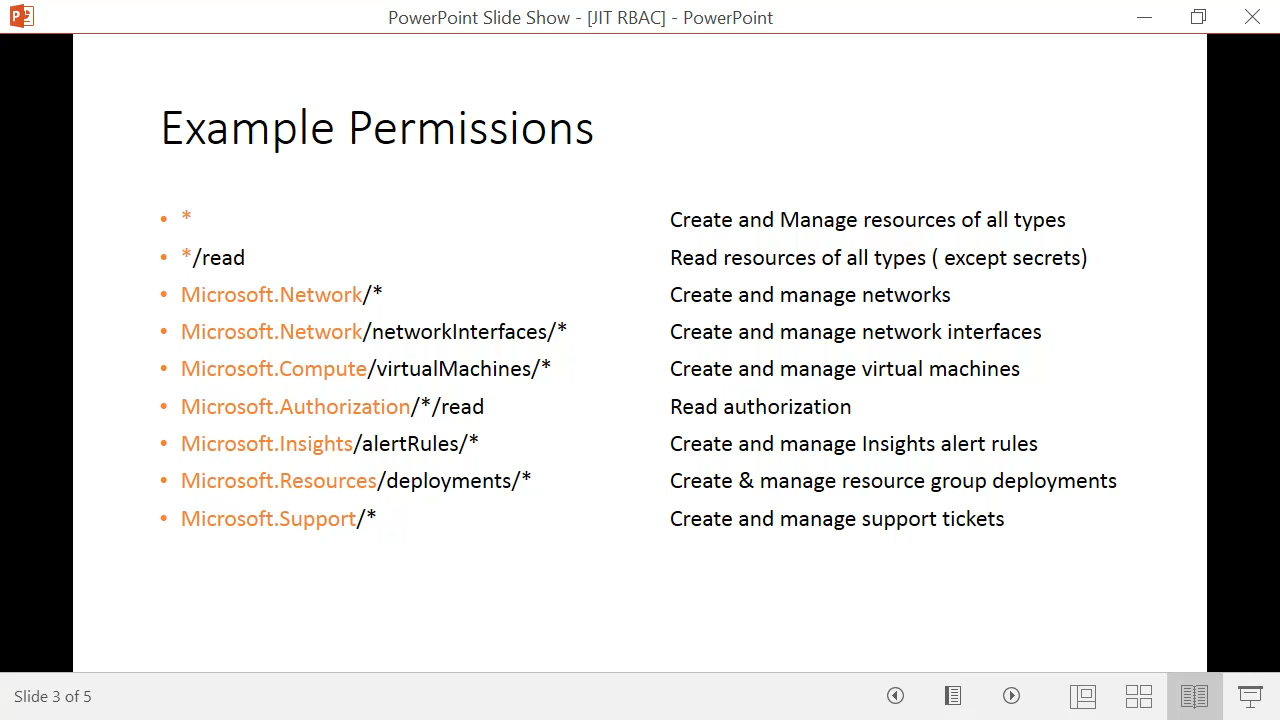 PowerPoint Slide Show - [JIT RBAC] - PowerPoint
Example Permissions
• * Create and Manage resources of all types
• */read Read resources of all types ( except secrets)
• Microsoft.Network/* Create and manage networks
• Microsoft.Network/networkInterfaces/* Create and manage network interfaces
• Microsoft.Compute/virtualMachines/* Create and manage virtual machines
• Microsoft.Authorization/*/read Read authorization
• Microsoft.Insights/alertRules/* Create and manage Insights alert rules
• Microsoft.Resources/deployments/* Create & manage resource group deployments
• Microsoft.Support/* Create and manage support tickets
Slide 3 of 5